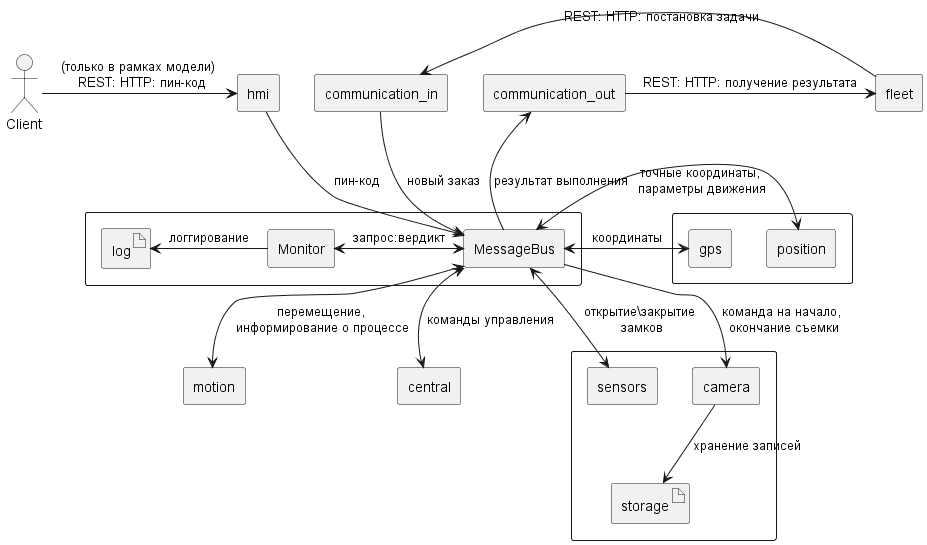 REST: HTTP: постановка задачи
(только в рамках модели)
REST: HTTP: пин-код
REST: HTTP: получение результата
hmi
communication_in
communication_out
fleet
Client
пин-код
новый заказ
результат выполнения
точные координаты,
параметры движения
log
логгирование
Monitor
запрос:вердикт
MessageBus
координаты
gps
position
перемещение,
информирование о процессе
команды управления
открытие\закрытие
замков
команда на начало,
окончание съемки
motion
central
sensors
camera
хранение записей
storage